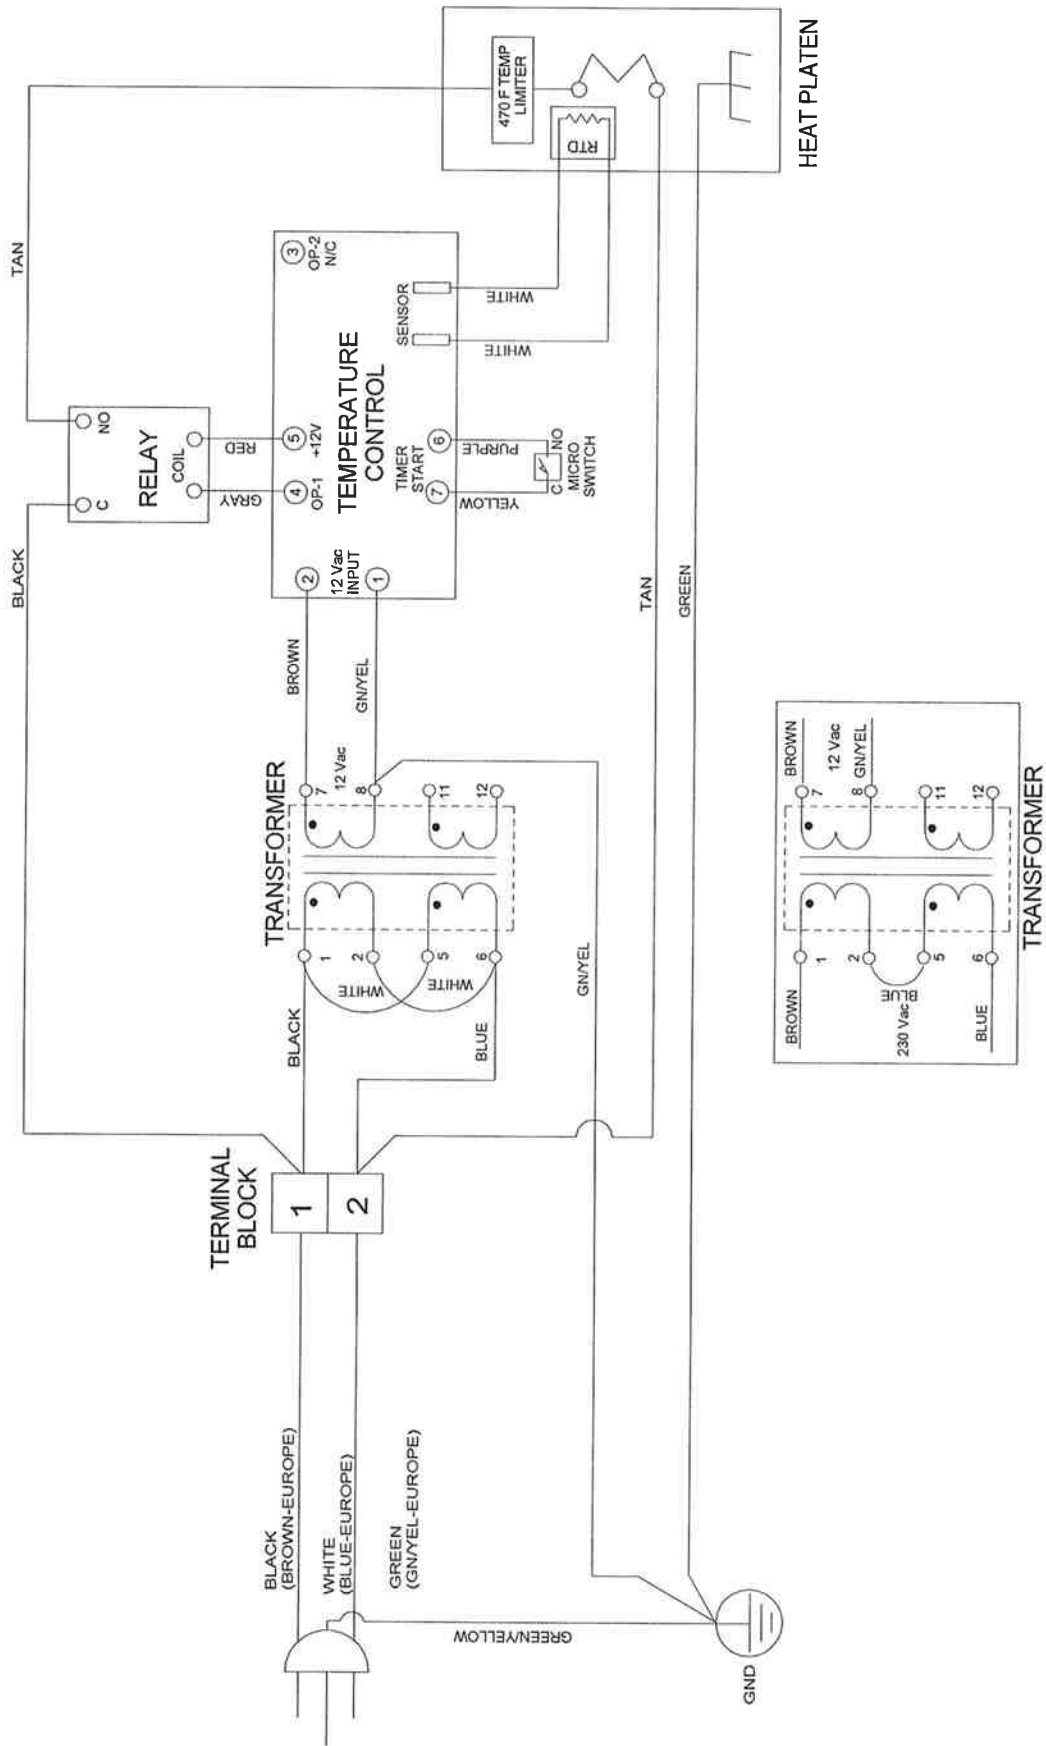 BLACK
(BROWN-EUROPE)
WHITE
(BLUE-EUROPE)
GREEN
(GN/YEL-EUROPE)
GREEN/YELLOW
GND
TERMINAL
BLOCK
1
2
BLACK
BLUE
TRANSFORMER
1
2
5
6
WHITE
WHITE
7
12 Vac
8
11
12
BROWN
GN/YEL
GN/YEL
BLACK
TAN
RELAY
C
NO
COIL
GRAY
RED
TEMPERATURE
CONTROL
2
12 Vac
INPUT
1
4
OP-1
5
+12V
3
OP-2
N/C
TIMER
START
7
6
SENSOR
YELLOW
PURPLE
C
NO
MICRO
SWITCH
WHITE
WHITE
TAN
GREEN
470 F TEMP
LIMITER
RTD
HEAT PLATEN
BROWN
1
2
BLUE
230 Vac
5
6
BLUE
7
BROWN
12 Vac
8
GN/YEL
11
12
TRANSFORMER